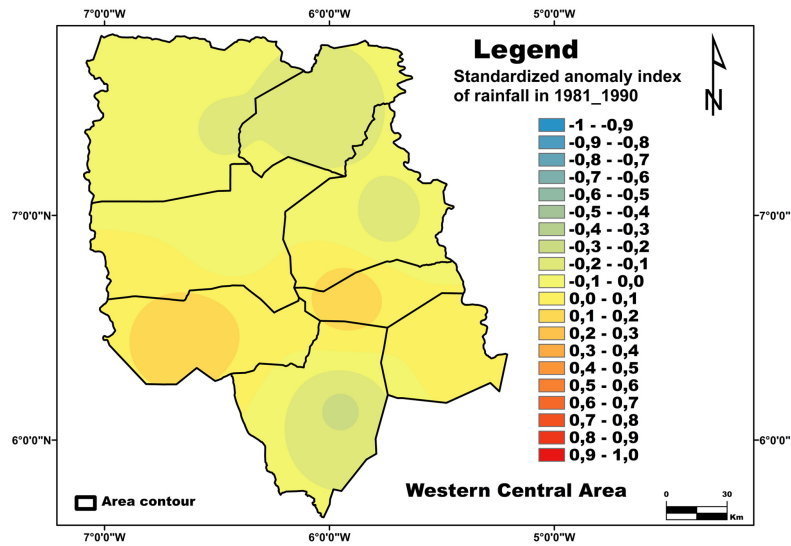 7°0'0"W 6°0'0"W 5°0'0"W
Legend
Standardized anomaly index
of rainfall in 1981_1990
N
-1 - -0,9
-0,9 - -0,8
-0,8 - -0,7
-0,7 - -0,6
-0,6 - -0,5
-0,5 - -0,4
-0,4 - -0,3
-0,3 - -0,2
-0,2 - -0,1
-0,1 - 0,0
0,0 - 0,1
0,1 - 0,2
0,2 - 0,3
0,3 - 0,4
0,4 - 0,5
0,5 - 0,6
0,6 - 0,7
0,7 - 0,8
0,8 - 0,9
0,9 - 1,0
7°0'0"N 7°0'0"N
6°0'0"N 6°0'0"N
Western Central Area
Area contour
0 30
Km
7°0'0"W 6°0'0"W 5°0'0"W